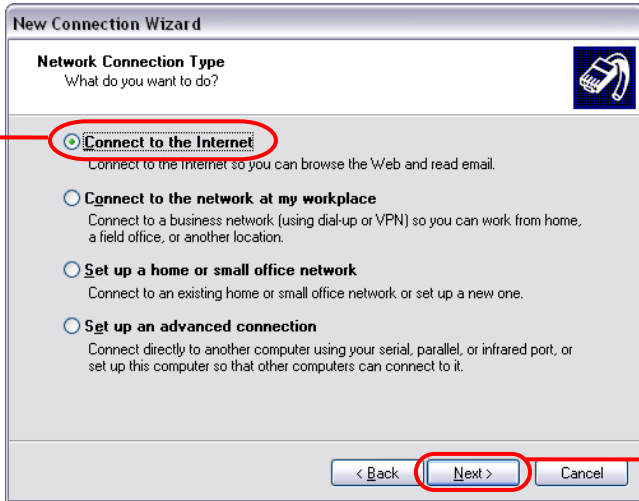 New Connection Wizard
Network Connection Type
What do you want to do?
Connect to the Internet
Connect to the Internet so you can browse the Web and read email.
Connect to the network at my workplace
Connect to a business network (using dial-up or VPN) so you can work from home,
a field office, or another location.
Set up a home or small office network
Connect to an existing home or small office network or set up a new one.
Set up an advanced connection
Connect directly to another computer using your serial, parallel, or infrared port, or
set up this computer so that other computers can connect to it.
< Back Next > Cancel